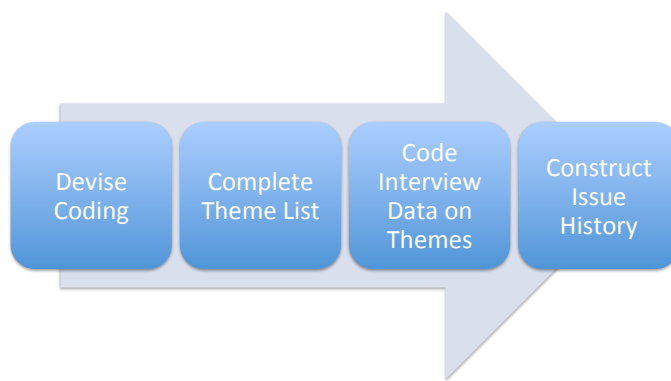 Devise
Coding
Complete
Theme List
Code
Interview
Data on
Themes
Construct
Issue
History